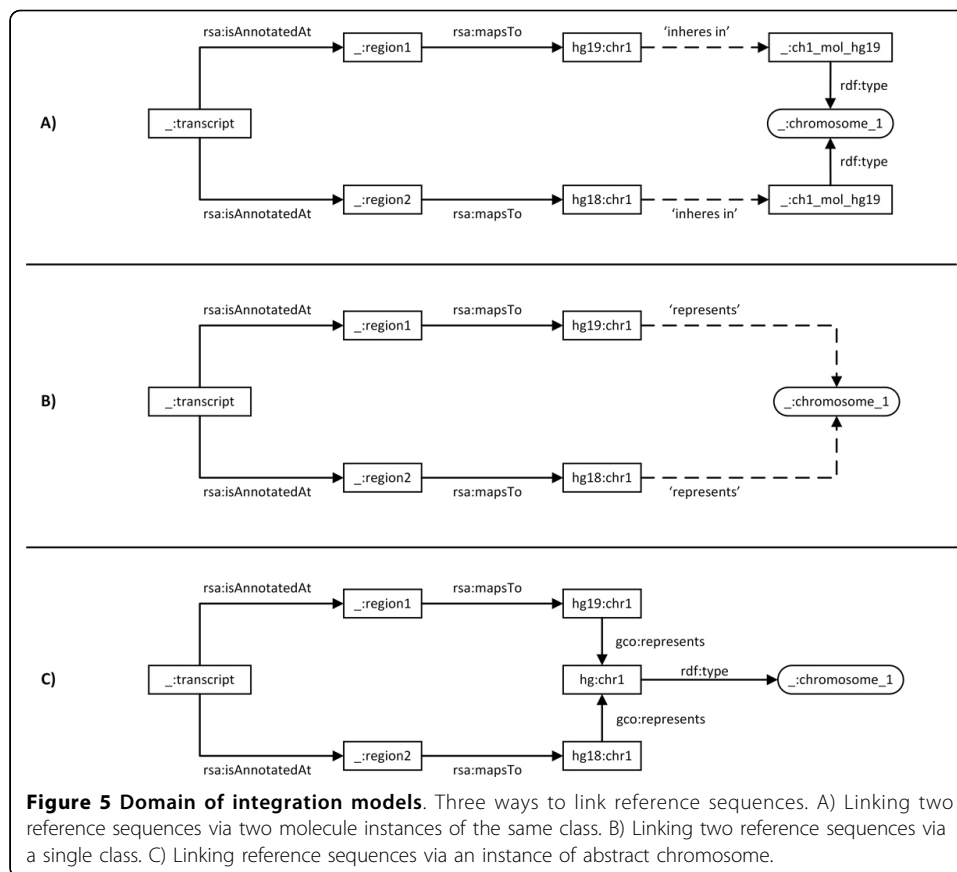 rsa:isAnnotatedAt
_:region1
rsa:mapsTo
hg19:chr1
‘inheres in’
_:ch1_mol_hg19
rdf:type
A)
_:transcript
_:chromosome_1
rdf:type
rsa:isAnnotatedAt
_:region2
rsa:mapsTo
hg18:chr1
‘inheres in’
_:ch1_mol_hg19
rsa:isAnnotatedAt
_:region1
rsa:mapsTo
hg19:chr1
‘represents’
B)
_:transcript
_:chromosome_1
rsa:isAnnotatedAt
_:region2
rsa:mapsTo
hg18:chr1
‘represents’
rsa:isAnnotatedAt
_:region1
rsa:mapsTo
hg19:chr1
gco:represents
C)
_:transcript
hg:chr1
rdf:type
_:chromosome_1
gco:represents
rsa:isAnnotatedAt
_:region2
rsa:mapsTo
hg18:chr1
Figure 5 Domain of integration models. Three ways to link reference sequences. A) Linking two
reference sequences via two molecule instances of the same class. B) Linking two reference sequences via
a single class. C) Linking reference sequences via an instance of abstract chromosome.